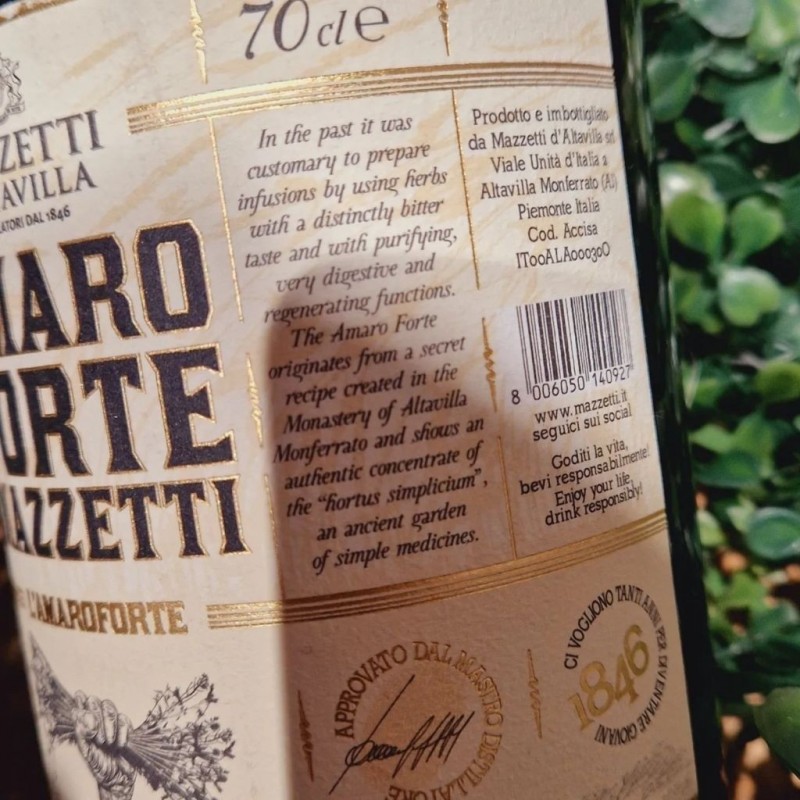 70 cl e
ZZETTI
TAVILLA
LATORI DAL 1846
MARO
ORTE
MAZZETTI
L'AMAROFORTE
In the past it was
customary to prepare
infusions by using herbs
with a distinctly bitter
taste and with purifying,
very digestive and
regenerating functions.
The Amaro Forte
originates from a secret
recipe created in the
Monastery of Altavilla
Monferrato and shows an
authentic concentrate of
the "hortus simplicium",
an ancient garden
of simple medicines.
Prodotto e imbottigliato
da Mazzetti d'Altavilla srl
Viale Unità d'Italia 2
Altavilla Monferrato (AL)
Piemonte Italia
Cod. Accisa
IT00ALA00030O
8 006050 140927
www.mazzetti.it
seguici sui social
Goditi la vita,
bevi responsabilmente!
Enjoy your life,
drink responsibly!
APPROVATO DAL MASTRO DISTILLATORE
CI VOGLIONO TANTI ANNI PER DIVENTARE GIOVANI
1846